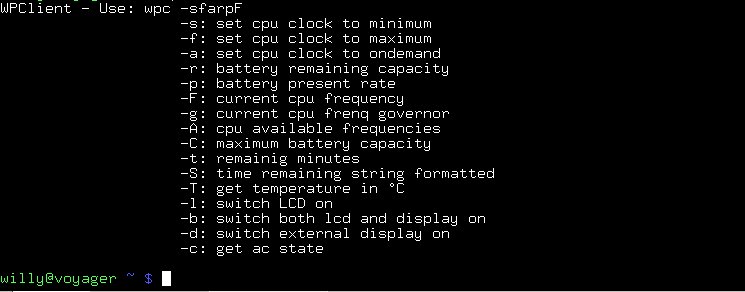 WPClient - Use: wpc -sfarpF
-s: set cpu clock to minimum
-f: set cpu clock to maximum
-a: set cpu clock to ondemand
-r: battery remaining capacity
-p: battery present rate
-F: current cpu frequency
-g: current cpu frenq governor
-A: cpu available frequencies
-C: maximum battery capacity
-t: remainig minutes
-S: time remaining string formatted
-T: get temperature in °C
-l: switch LCD on
-b: switch both lcd and display on
-d: switch external display on
-c: get ac state
willy@voyager ~ $